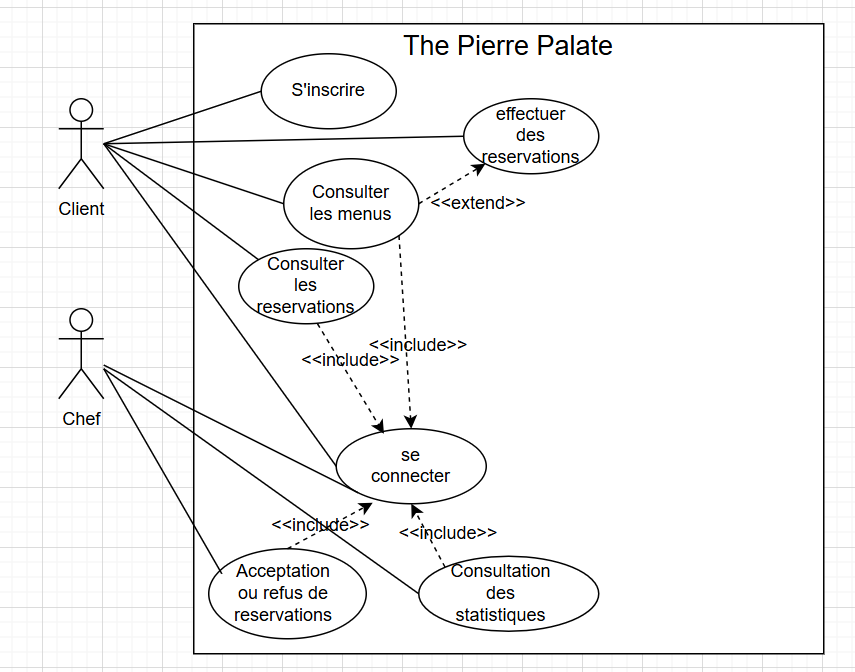 The Pierre Palate
S'inscrire
effectuer
des
reservations
Client
Consulter
les menus
<<extend>>
Consulter
les
reservations
<<include>>
<<include>>
Chef
se
connecter
<<include>>
<<include>>
Acceptation
ou refus de
reservations
Consultation
des
statistiques